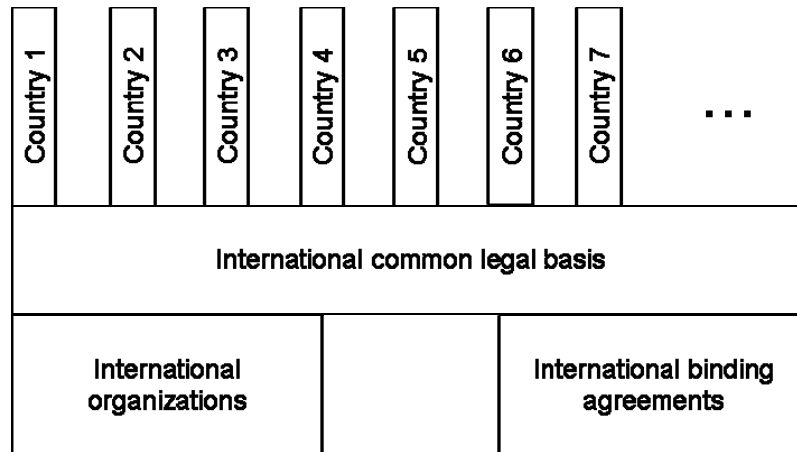 Country 1
Country 2
Country 3
Country 4
Country 5
Country 6
Country 7
...
International common legal basis
International
organizations
International binding
agreements